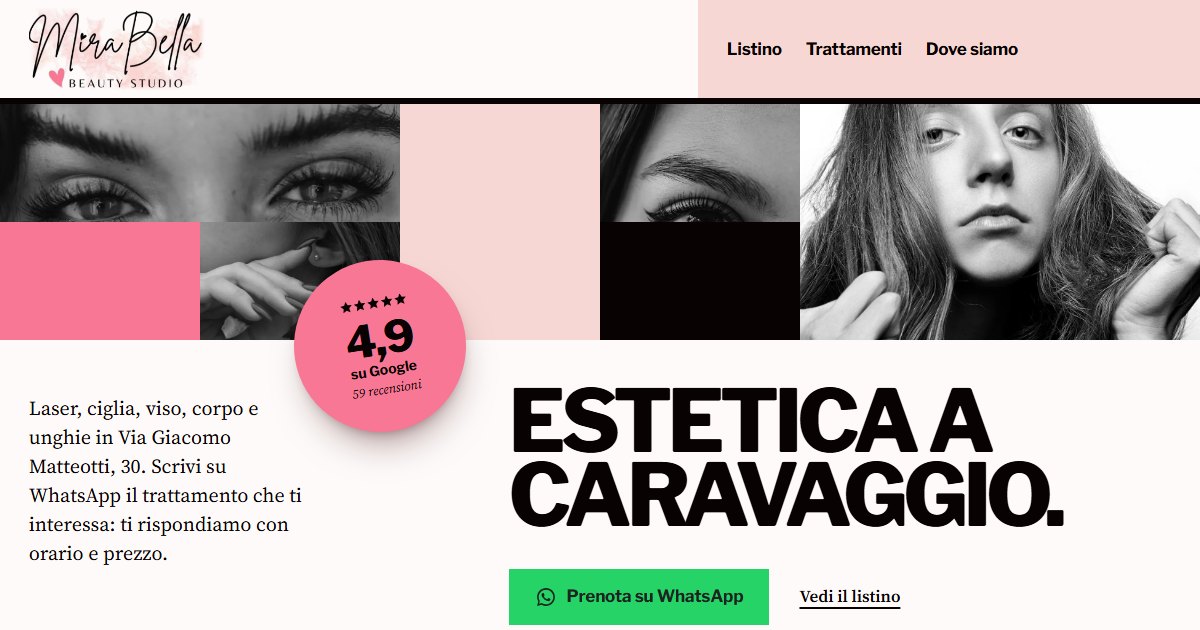 MiraBella
BEAUTY STUDIO
Listino Trattamenti Dove siamo
★★★★★
4,9
su Google
59 recensioni
Laser, ciglia, viso, corpo e
unghie in Via Giacomo
Matteotti, 30. Scrivi su
WhatsApp il trattamento che ti
interessa: ti rispondiamo con
orario e prezzo.
ESTETICA A
CARAVAGGIO.
Prenota su WhatsApp
Vedi il listino